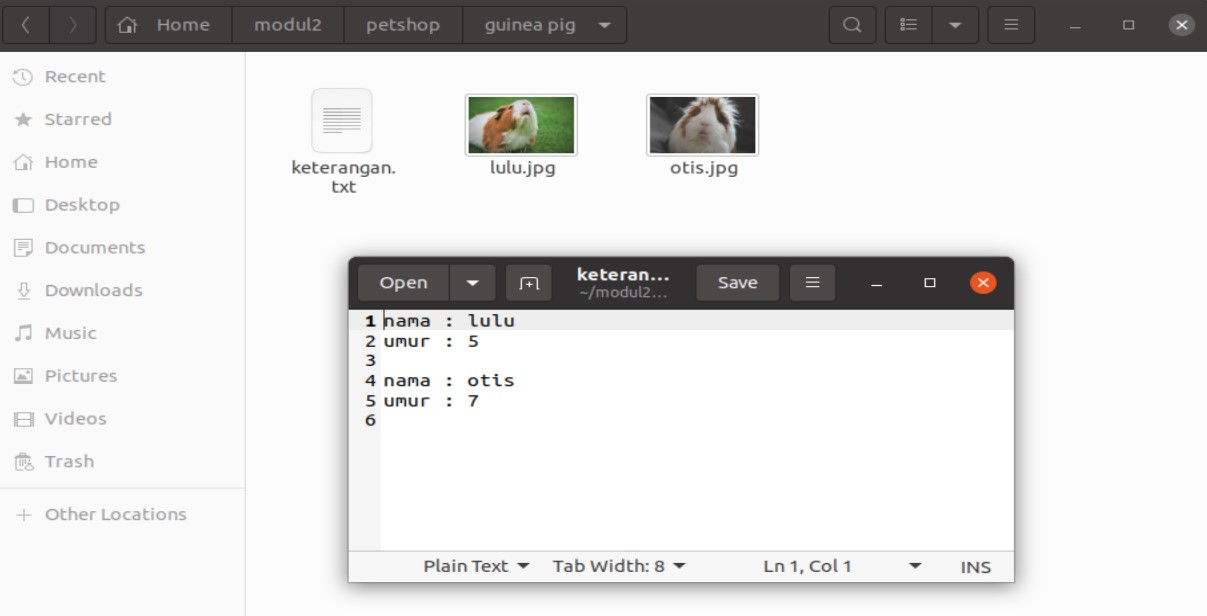 Home modul2 petshop guinea pig
Recent
Starred
Home
Desktop
Documents
Downloads
Music
Pictures
Videos
Trash
Other Locations
keterangan.
txt
lulu.jpg
otis.jpg
Open keteran... Save
~/modul2...
1 nama : lulu
2 umur : 5
3
4 nama : otis
5 umur : 7
6
Plain Text Tab Width: 8 Ln 1, Col 1 INS